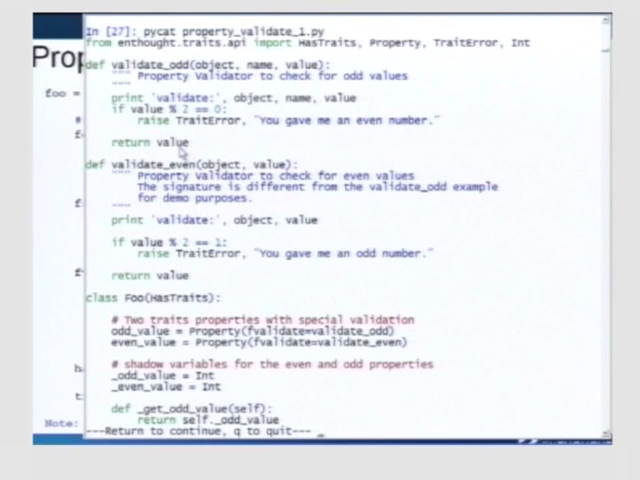 In [27]: pycat property_validate_1.py
from enthought.traits.api import HasTraits, Property, TraitError, Int
def validate_odd(object, name, value):
""" Property Validator to check for odd values
"""
print 'validate:', object, name, value
if value % 2 == 0:
raise TraitError, "You gave me an even number."
return value
def validate_even(object, value):
""" Property Validator to check for even values
The signature is different from the validate_odd example
for demo purposes.
"""
print 'validate:', object, value
if value % 2 == 1:
raise TraitError, "You gave me an odd number."
return value
class Foo(HasTraits):
# Two traits properties with special validation
odd_value = Property(fvalidate=validate_odd)
even_value = Property(fvalidate=validate_even)
# shadow variables for the even and odd properties
_odd_value = Int
_even_value = Int
def _get_odd_value(self):
return self._odd_value
---Return to continue, q to quit---
Prop
foo =
Note: